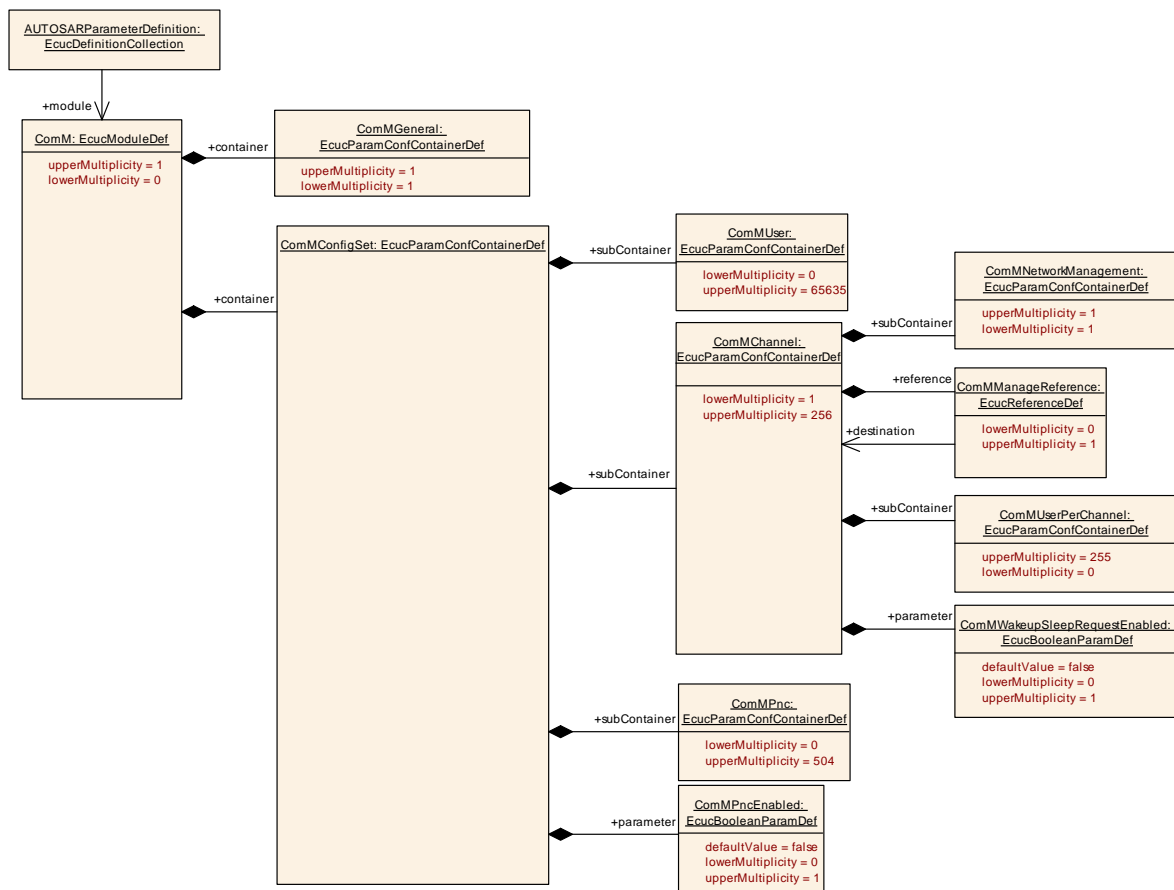 AUTOSARParameterDefinition:
EcucDefinitionCollection
+module
ComM: EcucModuleDef
upperMultiplicity = 1
lowerMultiplicity = 0
+container
ComMGeneral:
EcucParamConfContainerDef
upperMultiplicity = 1
lowerMultiplicity = 1
+container
ComMConfigSet: EcucParamConfContainerDef
+subContainer
ComMUser:
EcucParamConfContainerDef
lowerMultiplicity = 0
upperMultiplicity = 65635
+subContainer
ComMChannel:
EcucParamConfContainerDef
lowerMultiplicity = 1
upperMultiplicity = 256
+subContainer
ComMNetworkManagement:
EcucParamConfContainerDef
upperMultiplicity = 1
lowerMultiplicity = 1
+reference
+destination
ComMManageReference:
EcucReferenceDef
lowerMultiplicity = 0
upperMultiplicity = 1
+subContainer
ComMUserPerChannel:
EcucParamConfContainerDef
upperMultiplicity = 255
lowerMultiplicity = 0
+parameter
ComMWakeupSleepRequestEnabled:
EcucBooleanParamDef
defaultValue = false
lowerMultiplicity = 0
upperMultiplicity = 1
+subContainer
ComMPnc:
EcucParamConfContainerDef
lowerMultiplicity = 0
upperMultiplicity = 504
+parameter
ComMPncEnabled:
EcucBooleanParamDef
defaultValue = false
lowerMultiplicity = 0
upperMultiplicity = 1